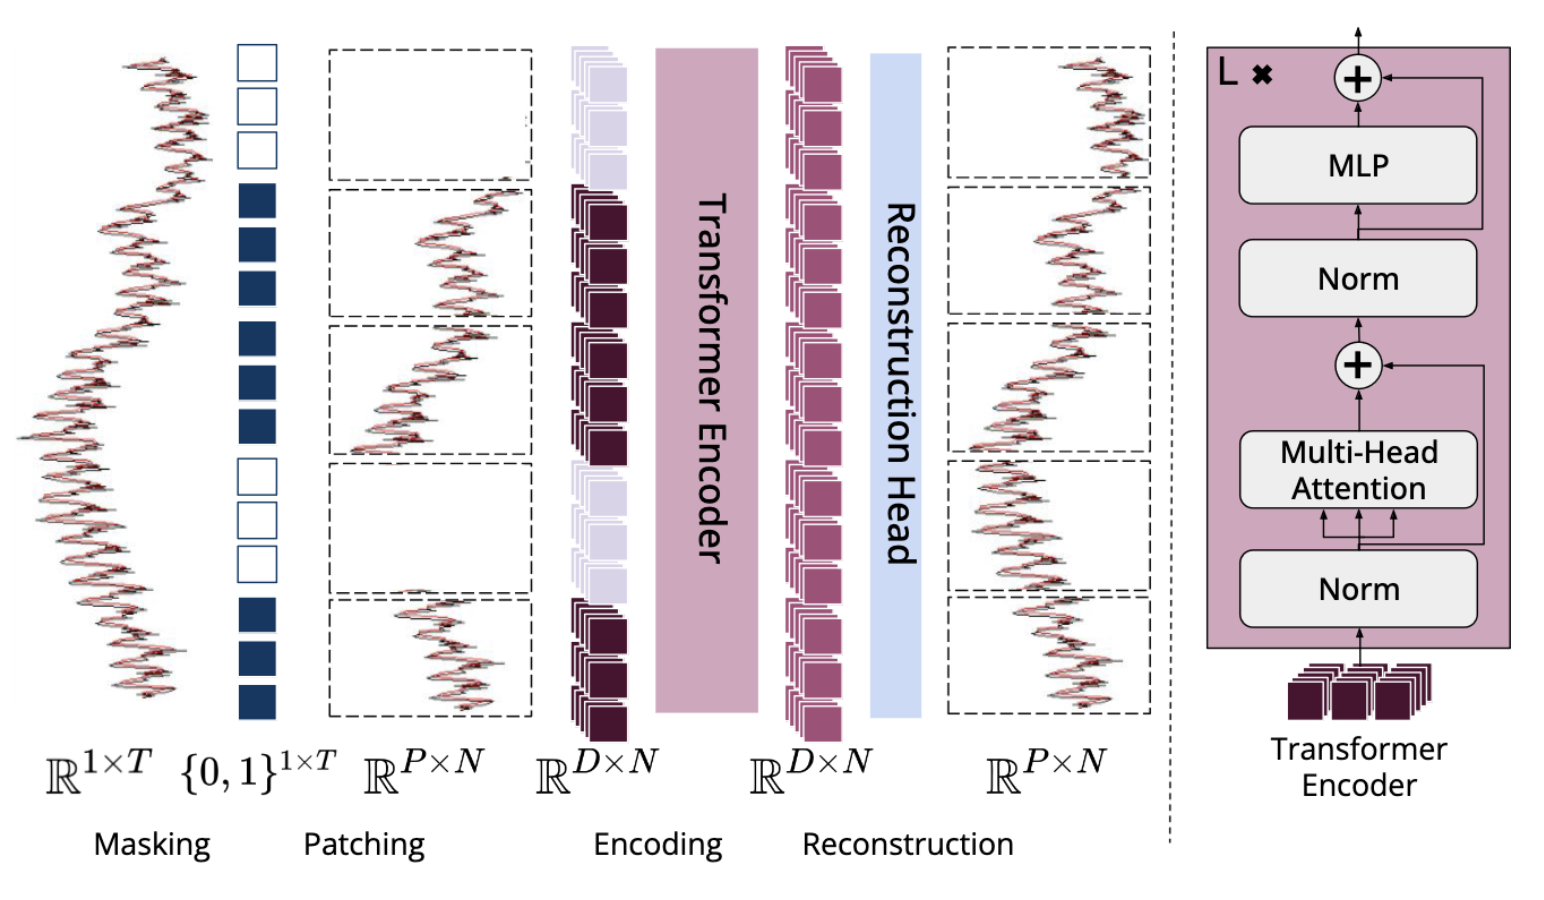 Transformer Encoder
Reconstruction Head
ℝ^{1×T}
{0, 1}^{1×T}
ℝ^{P×N}
ℝ^{D×N}
ℝ^{D×N}
ℝ^{P×N}
Masking
Patching
Encoding
Reconstruction
L ✖
+
MLP
Norm
+
Multi-Head
Attention
Norm
Transformer
Encoder